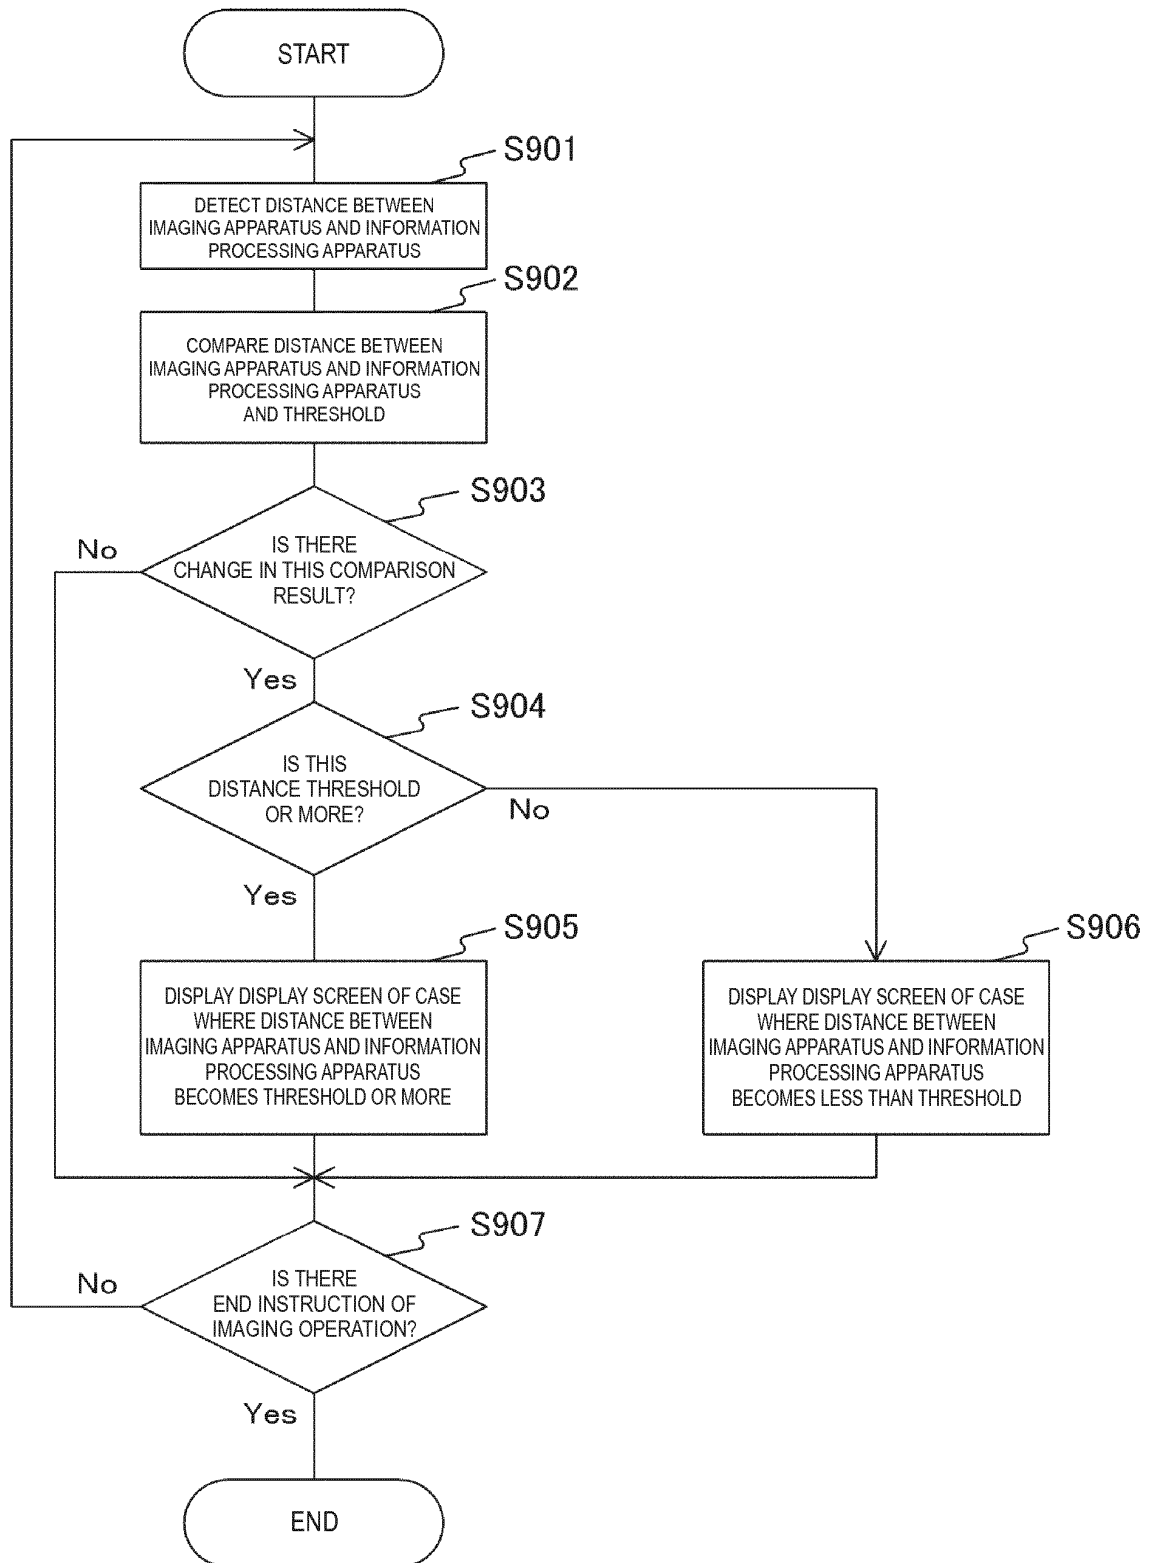 START
S901
DETECT DISTANCE BETWEEN
IMAGING APPARATUS AND INFORMATION
PROCESSING APPARATUS
S902
COMPARE DISTANCE BETWEEN
IMAGING APPARATUS AND INFORMATION
PROCESSING APPARATUS
AND THRESHOLD
S903
No
IS THERE
CHANGE IN THIS COMPARISON
RESULT?
Yes
S904
IS THIS
DISTANCE THRESHOLD
OR MORE?
No
Yes
S905
DISPLAY DISPLAY SCREEN OF CASE
WHERE DISTANCE BETWEEN
IMAGING APPARATUS AND INFORMATION
PROCESSING APPARATUS
BECOMES THRESHOLD OR MORE
S906
DISPLAY DISPLAY SCREEN OF CASE
WHERE DISTANCE BETWEEN
IMAGING APPARATUS AND INFORMATION
PROCESSING APPARATUS
BECOMES LESS THAN THRESHOLD
S907
No
IS THERE
END INSTRUCTION OF
IMAGING OPERATION?
Yes
END